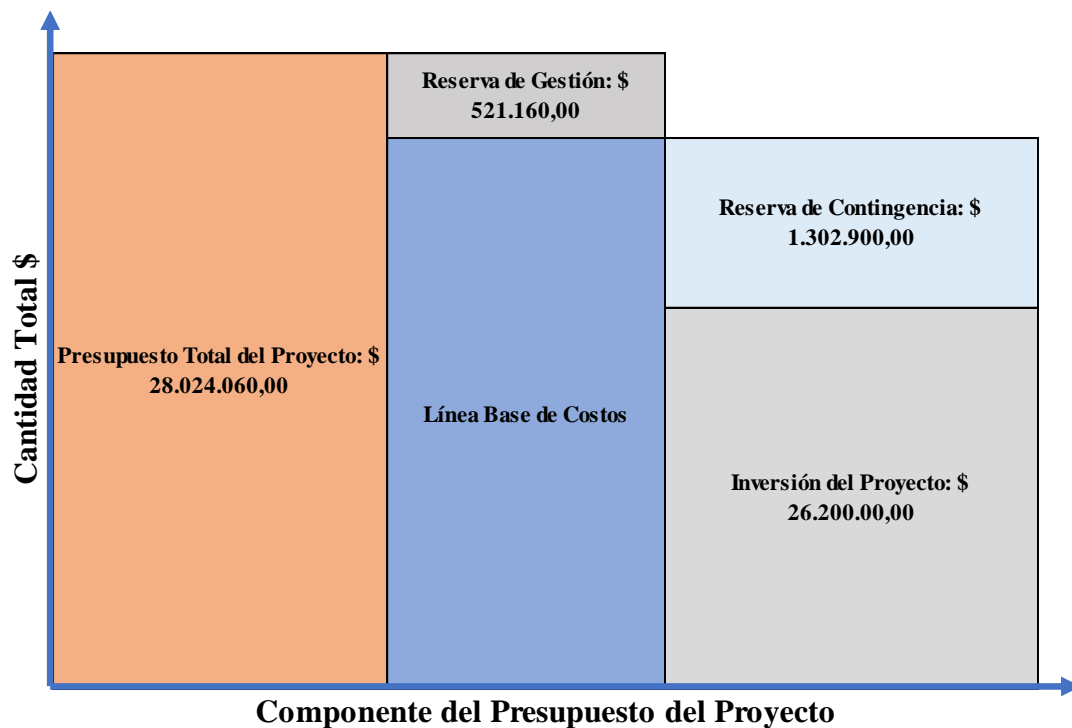 Cantidad Total $
Presupuesto Total del Proyecto: $
28.024.060,00
Reserva de Gestión: $
521.160,00
Línea Base de Costos
Reserva de Contingencia: $
1.302.900,00
Inversión del Proyecto: $
26.200.00,00
Componente del Presupuesto del Proyecto